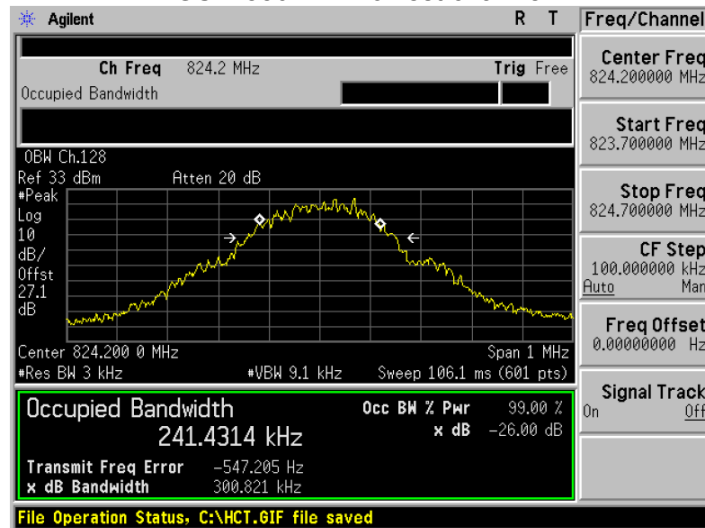 Agilent R T Freq/Channel
Ch Freq 824.2 MHz Trig Free
Occupied Bandwidth
Center Freq
824.200000 MHz
Start Freq
823.700000 MHz
Stop Freq
824.700000 MHz
CF Step
100.000000 kHz
Auto Man
Freq Offset
0.00000000 Hz
Signal Track
On Off
OBW Ch.128
Ref 33 dBm Atten 20 dB
#Peak
Log
10
dB/
Offst
27.1
dB
Center 824.200 0 MHz Span 1 MHz
#Res BW 3 kHz #VBW 9.1 kHz Sweep 106.1 ms (601 pts)
Occupied Bandwidth Occ BW % Pwr 99.00 %
241.4314 kHz x dB -26.00 dB
Transmit Freq Error -547.205 Hz
x dB Bandwidth 300.821 kHz
File Operation Status, C:\HCT.GIF file saved